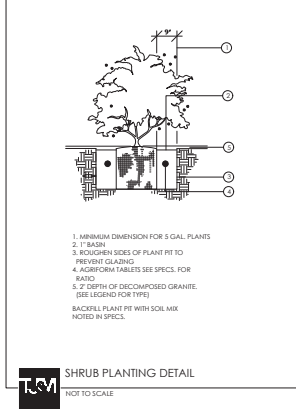 9"
1
2
5
3
4
1. MINIMUM DIMENSION FOR 5 GAL. PLANTS
2. 1" BASIN
3. ROUGHEN SIDES OF PLANT PIT TO
PREVENT GLAZING
4. AGRIFORM TABLETS SEE SPECS. FOR
RATIO
5. 2" DEPTH OF DECOMPOSED GRANITE,
(SEE LEGEND FOR TYPE)
BACKFILL PLANT PIT WITH SOIL MIX
NOTED IN SPECS.
SHRUB PLANTING DETAIL
NOT TO SCALE